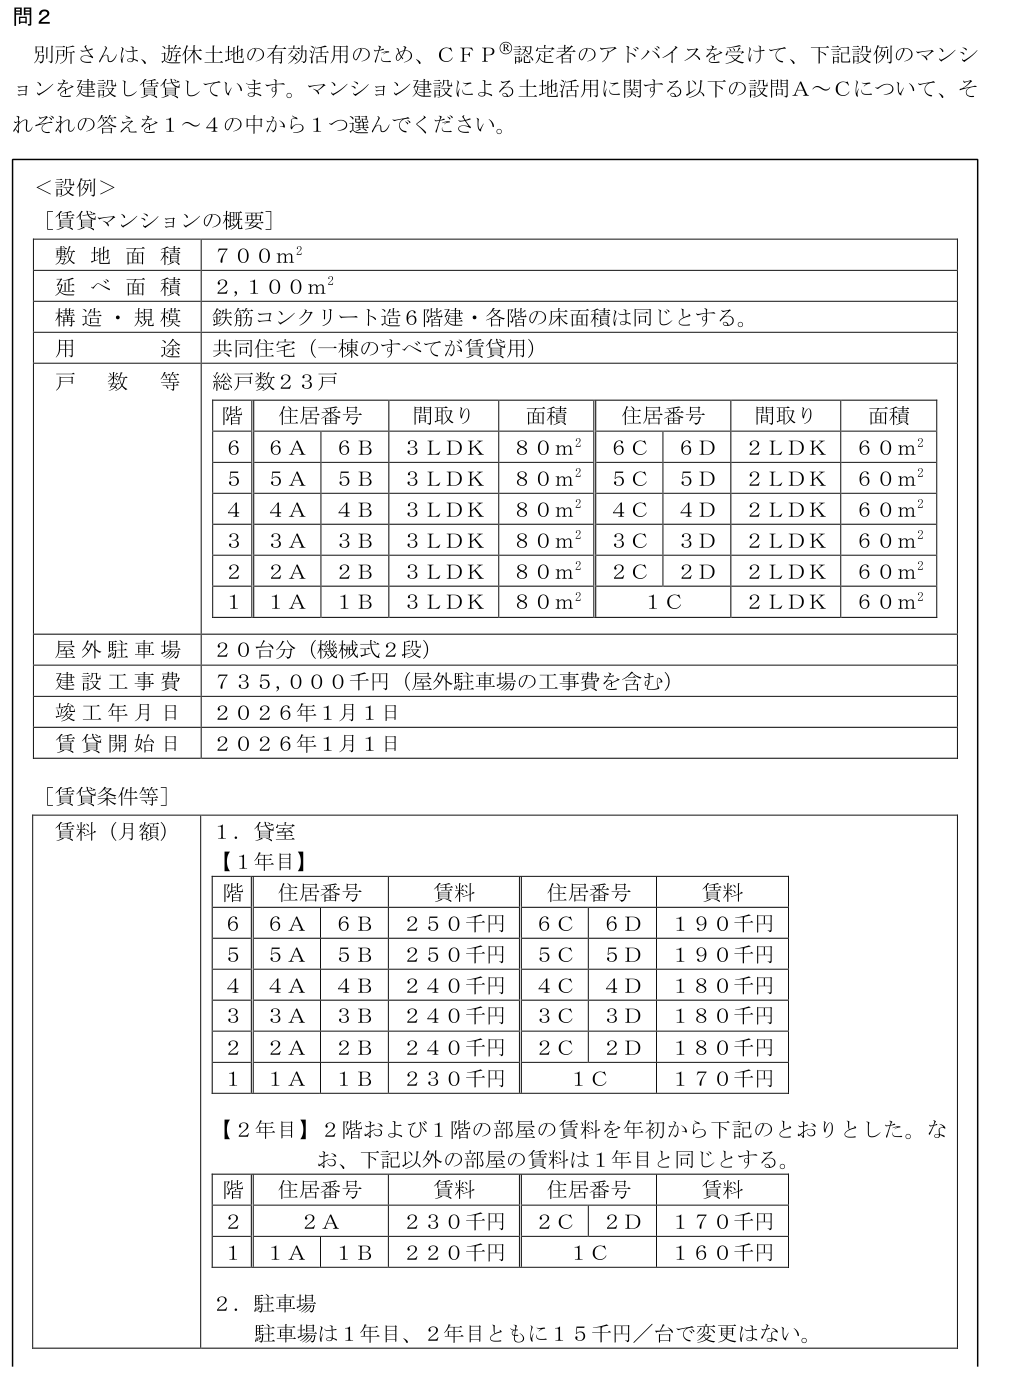 問２
別所さんは、遊休土地の有効活用のため、ＣＦＰ®認定者のアドバイスを受けて、下記設例のマンシ
ョンを建設し賃貸しています。マンション建設による土地活用に関する以下の設問Ａ～Ｃについて、そ
れぞれの答えを１～４の中から１つ選んでください。
＜設例＞
［賃貸マンションの概要］
敷地面積 ７００ｍ²
延べ面積 ２,１００ｍ²
構造・規模 鉄筋コンクリート造６階建・各階の床面積は同じとする。
用途 共同住宅（一棟のすべてが賃貸用）
戸数等 総戸数２３戸
階 住居番号 間取り 面積 住居番号 間取り 面積
６ ６Ａ ６Ｂ ３ＬＤＫ ８０ｍ² ６Ｃ ６Ｄ ２ＬＤＫ ６０ｍ²
５ ５Ａ ５Ｂ ３ＬＤＫ ８０ｍ² ５Ｃ ５Ｄ ２ＬＤＫ ６０ｍ²
４ ４Ａ ４Ｂ ３ＬＤＫ ８０ｍ² ４Ｃ ４Ｄ ２ＬＤＫ ６０ｍ²
３ ３Ａ ３Ｂ ３ＬＤＫ ８０ｍ² ３Ｃ ３Ｄ ２ＬＤＫ ６０ｍ²
２ ２Ａ ２Ｂ ３ＬＤＫ ８０ｍ² ２Ｃ ２Ｄ ２ＬＤＫ ６０ｍ²
１ １Ａ １Ｂ ３ＬＤＫ ８０ｍ² １Ｃ ２ＬＤＫ ６０ｍ²
屋外駐車場 ２０台分（機械式２段）
建設工事費 ７３５,０００千円（屋外駐車場の工事費を含む）
竣工年月日 ２０２６年１月１日
賃貸開始日 ２０２６年１月１日
［賃貸条件等］
賃料（月額） １．貸室
【１年目】
階 住居番号 賃料 住居番号 賃料
６ ６Ａ ６Ｂ ２５０千円 ６Ｃ ６Ｄ １９０千円
５ ５Ａ ５Ｂ ２５０千円 ５Ｃ ５Ｄ １９０千円
４ ４Ａ ４Ｂ ２４０千円 ４Ｃ ４Ｄ １８０千円
３ ３Ａ ３Ｂ ２４０千円 ３Ｃ ３Ｄ １８０千円
２ ２Ａ ２Ｂ ２４０千円 ２Ｃ ２Ｄ １８０千円
１ １Ａ １Ｂ ２３０千円 １Ｃ １７０千円
【２年目】２階および１階の部屋の賃料を年初から下記のとおりとした。な
お、下記以外の部屋の賃料は１年目と同じとする。
階 住居番号 賃料 住居番号 賃料
２ ２Ａ ２３０千円 ２Ｃ ２Ｄ １７０千円
１ １Ａ １Ｂ ２２０千円 １Ｃ １６０千円
２．駐車場
駐車場は１年目、２年目ともに１５千円／台で変更はない。